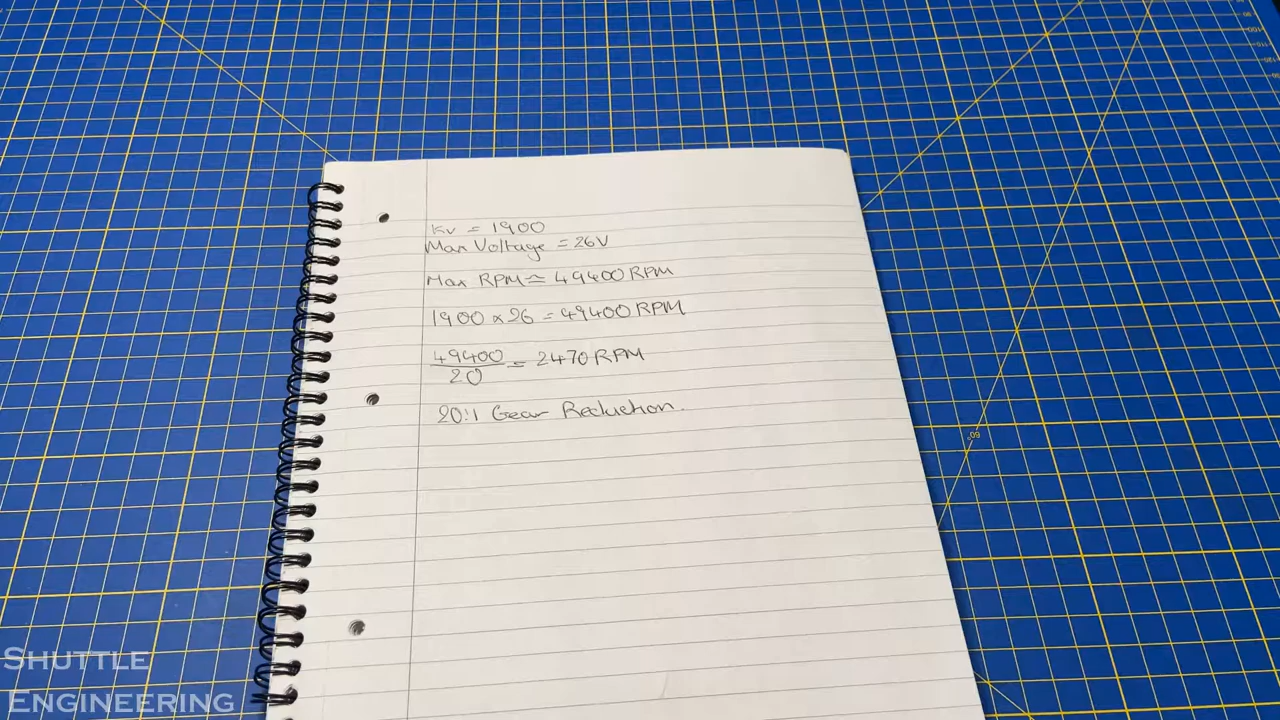 Kv = 1900
Max Voltage = 26V
Max RPM ≈ 49400 RPM
1900 × 26 = 49400 RPM
49400
20
= 2470 RPM
20:1 Gear Reduction.
60°
SHUTTLE
ENGINEERING